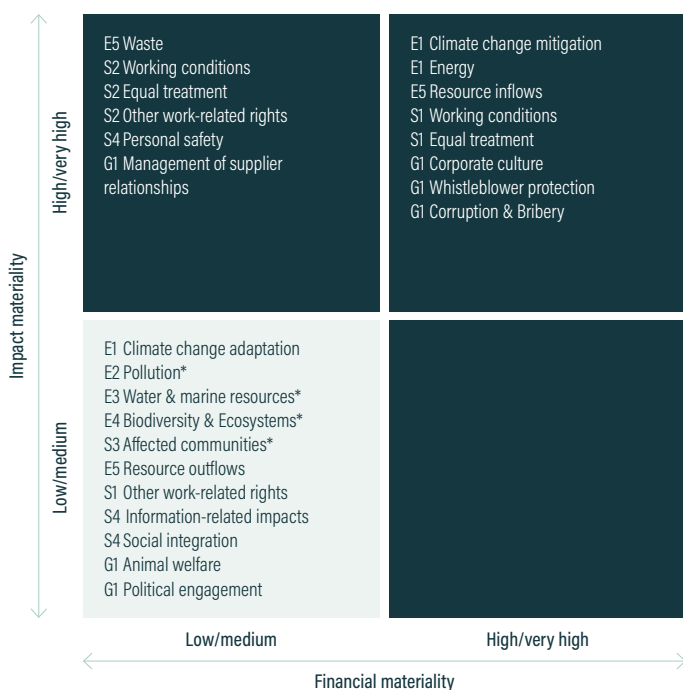 E5 Waste
S2 Working conditions
S2 Equal treatment
S2 Other work-related rights
S4 Personal safety
G1 Management of supplier
relationships
E1 Climate change mitigation
E1 Energy
E5 Resource inflows
S1 Working conditions
S1 Equal treatment
G1 Corporate culture
G1 Whistleblower protection
G1 Corruption & Bribery
High/very high
Impact materiality
Low/medium
E1 Climate change adaptation
E2 Pollution*
E3 Water & marine resources*
E4 Biodiversity & Ecosystems*
S3 Affected communities*
E5 Resource outflows
S1 Other work-related rights
S4 Information-related impacts
S4 Social integration
G1 Animal welfare
G1 Political engagement
Low/medium
High/very high
Financial materiality